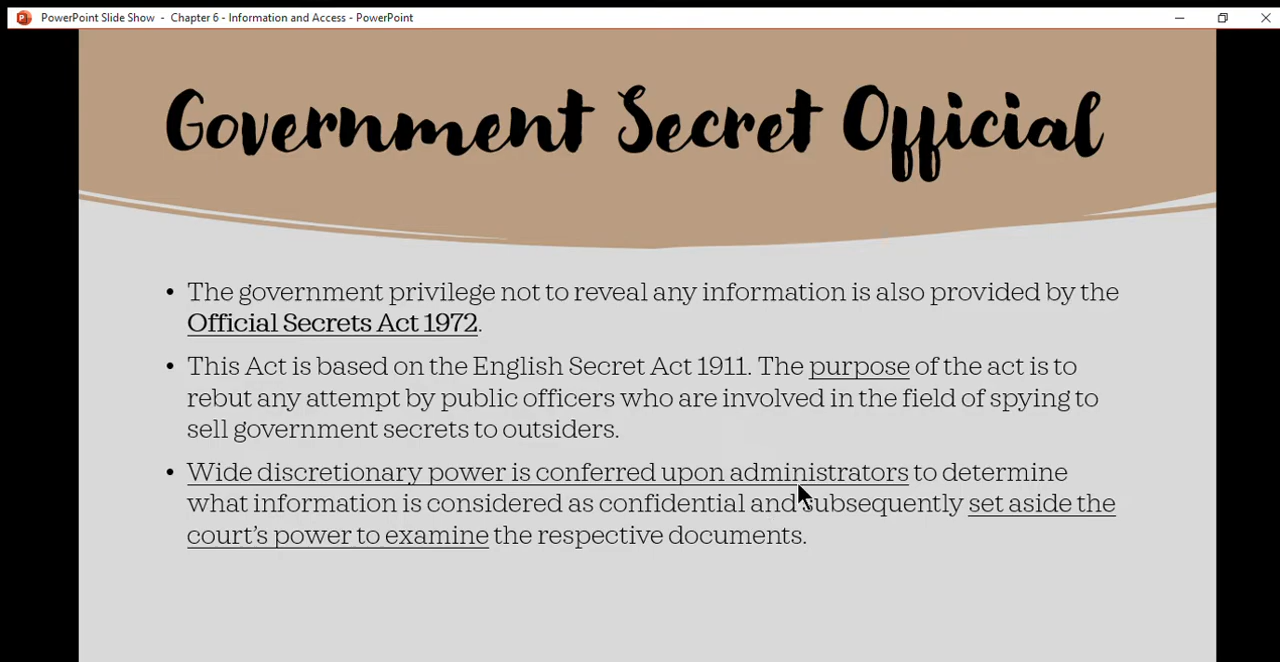 PowerPoint Slide Show - Chapter 6 - Information and Access - PowerPoint
Government Secret Official
• The government privilege not to reveal any information is also provided by the
Official Secrets Act 1972.
• This Act is based on the English Secret Act 1911. The purpose of the act is to
rebut any attempt by public officers who are involved in the field of spying to
sell government secrets to outsiders.
• Wide discretionary power is conferred upon administrators to determine
what information is considered as confidential and subsequently set aside the
court's power to examine the respective documents.